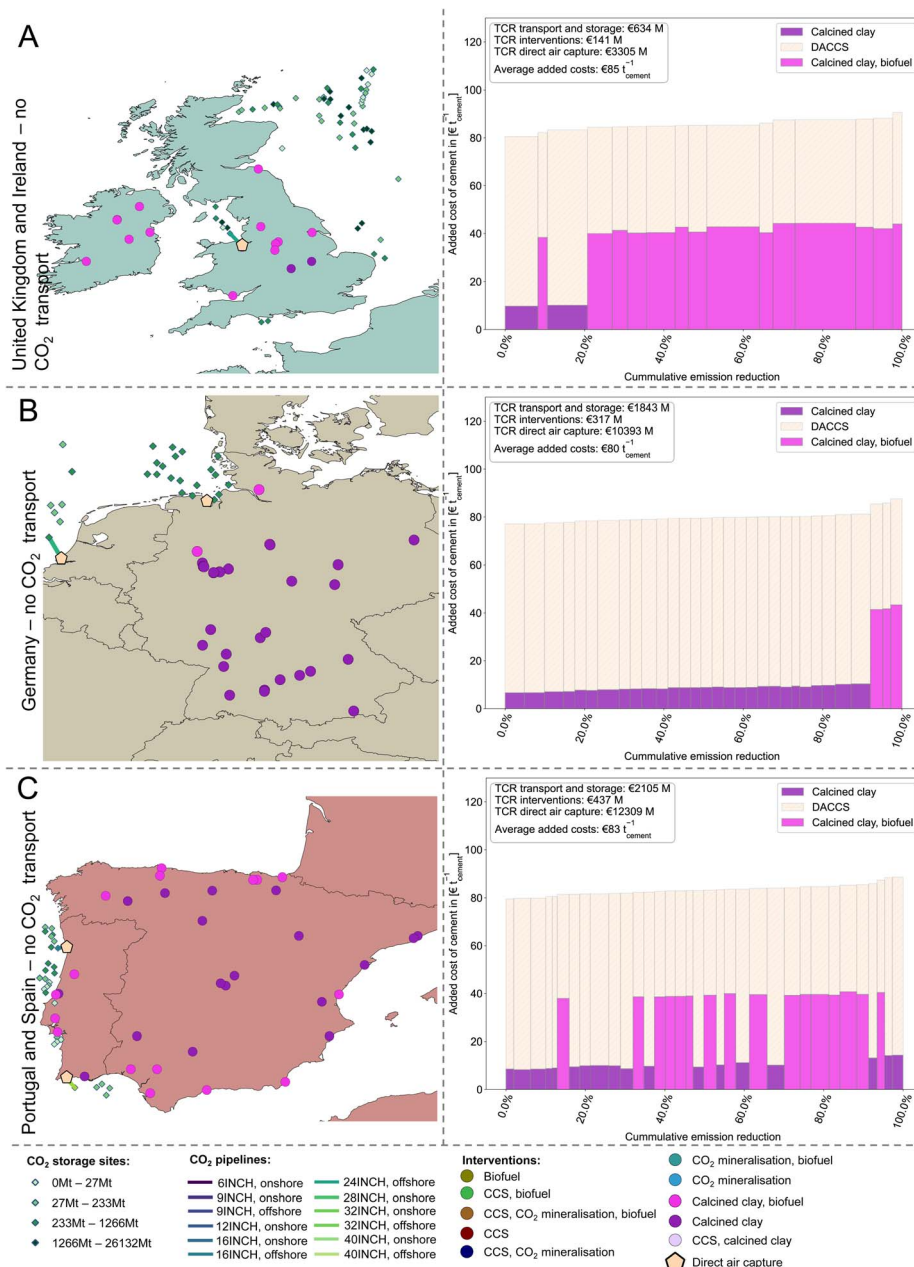 A
United Kingdom and Ireland – no
CO2 transport
TCR transport and storage: €634 M
TCR interventions: €141 M
TCR direct air capture: €3305 M
Average added costs: €85 t−1cement
Calcined clay
DACCS
Calcined clay, biofuel
Added cost of cement in [€ t−1cement]
120
100
80
60
40
20
0
0.0%
20.0%
40.0%
60.0%
80.0%
100.0%
Cummulative emission reduction
B
Germany – no CO2 transport
TCR transport and storage: €1843 M
TCR interventions: €317 M
TCR direct air capture: €10393 M
Average added costs: €80 t−1cement
Calcined clay
DACCS
Calcined clay, biofuel
Added cost of cement in [€ t−1cement]
120
100
80
60
40
20
0
0.0%
20.0%
40.0%
60.0%
80.0%
100.0%
Cummulative emission reduction
C
Portugal and Spain – no CO2 transport
TCR transport and storage: €2105 M
TCR interventions: €437 M
TCR direct air capture: €12309 M
Average added costs: €83 t−1cement
Calcined clay
DACCS
Calcined clay, biofuel
Added cost of cement in [€ t−1cement]
120
100
80
60
40
20
0
0.0%
20.0%
40.0%
60.0%
80.0%
100.0%
Cummulative emission reduction
CO2 storage sites:
0Mt – 27Mt
27Mt – 233Mt
233Mt – 1266Mt
1266Mt – 26132Mt
CO2 pipelines:
6INCH, onshore
9INCH, onshore
9INCH, offshore
12INCH, onshore
16INCH, onshore
16INCH, offshore
24INCH, offshore
28INCH, onshore
32INCH, onshore
32INCH, offshore
40INCH, onshore
40INCH, offshore
Interventions:
Biofuel
CCS, biofuel
CCS, CO2 mineralisation, biofuel
CCS
CCS, CO2 mineralisation
CO2 mineralisation, biofuel
CO2 mineralisation
Calcined clay, biofuel
Calcined clay
CCS, calcined clay
Direct air capture